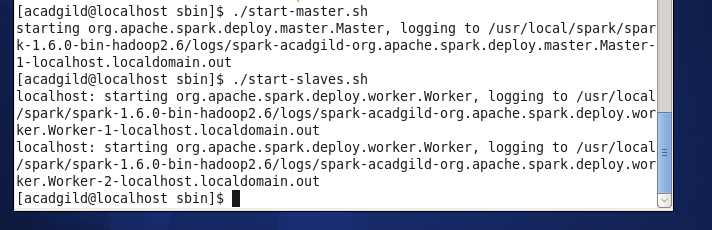 [acadgild@localhost sbin]$ ./start-master.sh
starting org.apache.spark.deploy.master.Master, logging to /usr/local/spark/spar
k-1.6.0-bin-hadoop2.6/logs/spark-acadgild-org.apache.spark.deploy.master.Master-
1-localhost.localdomain.out
[acadgild@localhost sbin]$ ./start-slaves.sh
localhost: starting org.apache.spark.deploy.worker.Worker, logging to /usr/local
/spark/spark-1.6.0-bin-hadoop2.6/logs/spark-acadgild-org.apache.spark.deploy.wor
ker.Worker-1-localhost.localdomain.out
localhost: starting org.apache.spark.deploy.worker.Worker, logging to /usr/local
/spark/spark-1.6.0-bin-hadoop2.6/logs/spark-acadgild-org.apache.spark.deploy.wor
ker.Worker-2-localhost.localdomain.out
[acadgild@localhost sbin]$